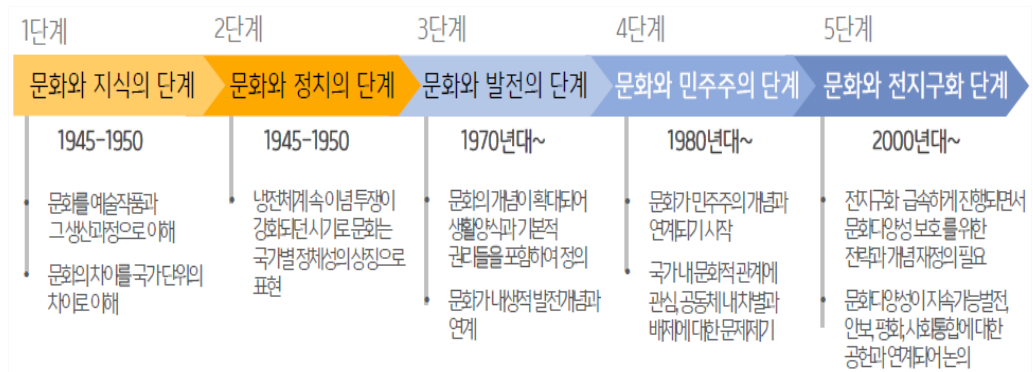 1단계
문화와 지식의 단계
1945-1950
• 문화를 예술작품과
그 생산과정으로 이해
• 문화의 차이를 국가 단위의
차이로 이해
2단계
문화와 정치의 단계
1945-1950
• 냉전체계 속 이념 투쟁이
강화되던 시기로 문화는
국가별 정체성의 상징으로
표현
3단계
문화와 발전의 단계
1970년대~
• 문화의 개념이 확대되어
생활양식과 기본적
권리들을 포함하여 정의
• 문화가 내생적 발전개념과
연계
4단계
문화와 민주주의 단계
1980년대~
• 문화가 민주주의 개념과
연계되기 시작
• 국가 내 문화적 관계에
관심, 공동체 내 차별과
배제에 대한 문제제기
5단계
문화와 전지구화 단계
2000년대~
• 전지구화 급속하게 진행되면서
문화다양성 보호를 위한
전략과 개념 재정의 필요
• 문화다양성이 지속가능벌전,
안보, 평화, 사회통합에 대한
공헌과 연계되어 논의